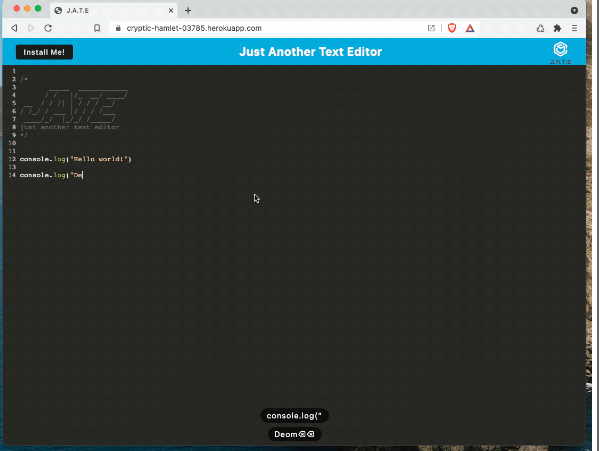 J.A.T.E
cryptic-hamlet-03785.herokuapp.com
Install Me!
Just Another Text Editor
J.A.T.E
1
2 /*
3
4
5
6
7
8 just another text editor
9 */
10
11
12 console.log("Hello world!")
13
14 console.log("De
console.log("
Deom⌫⌫